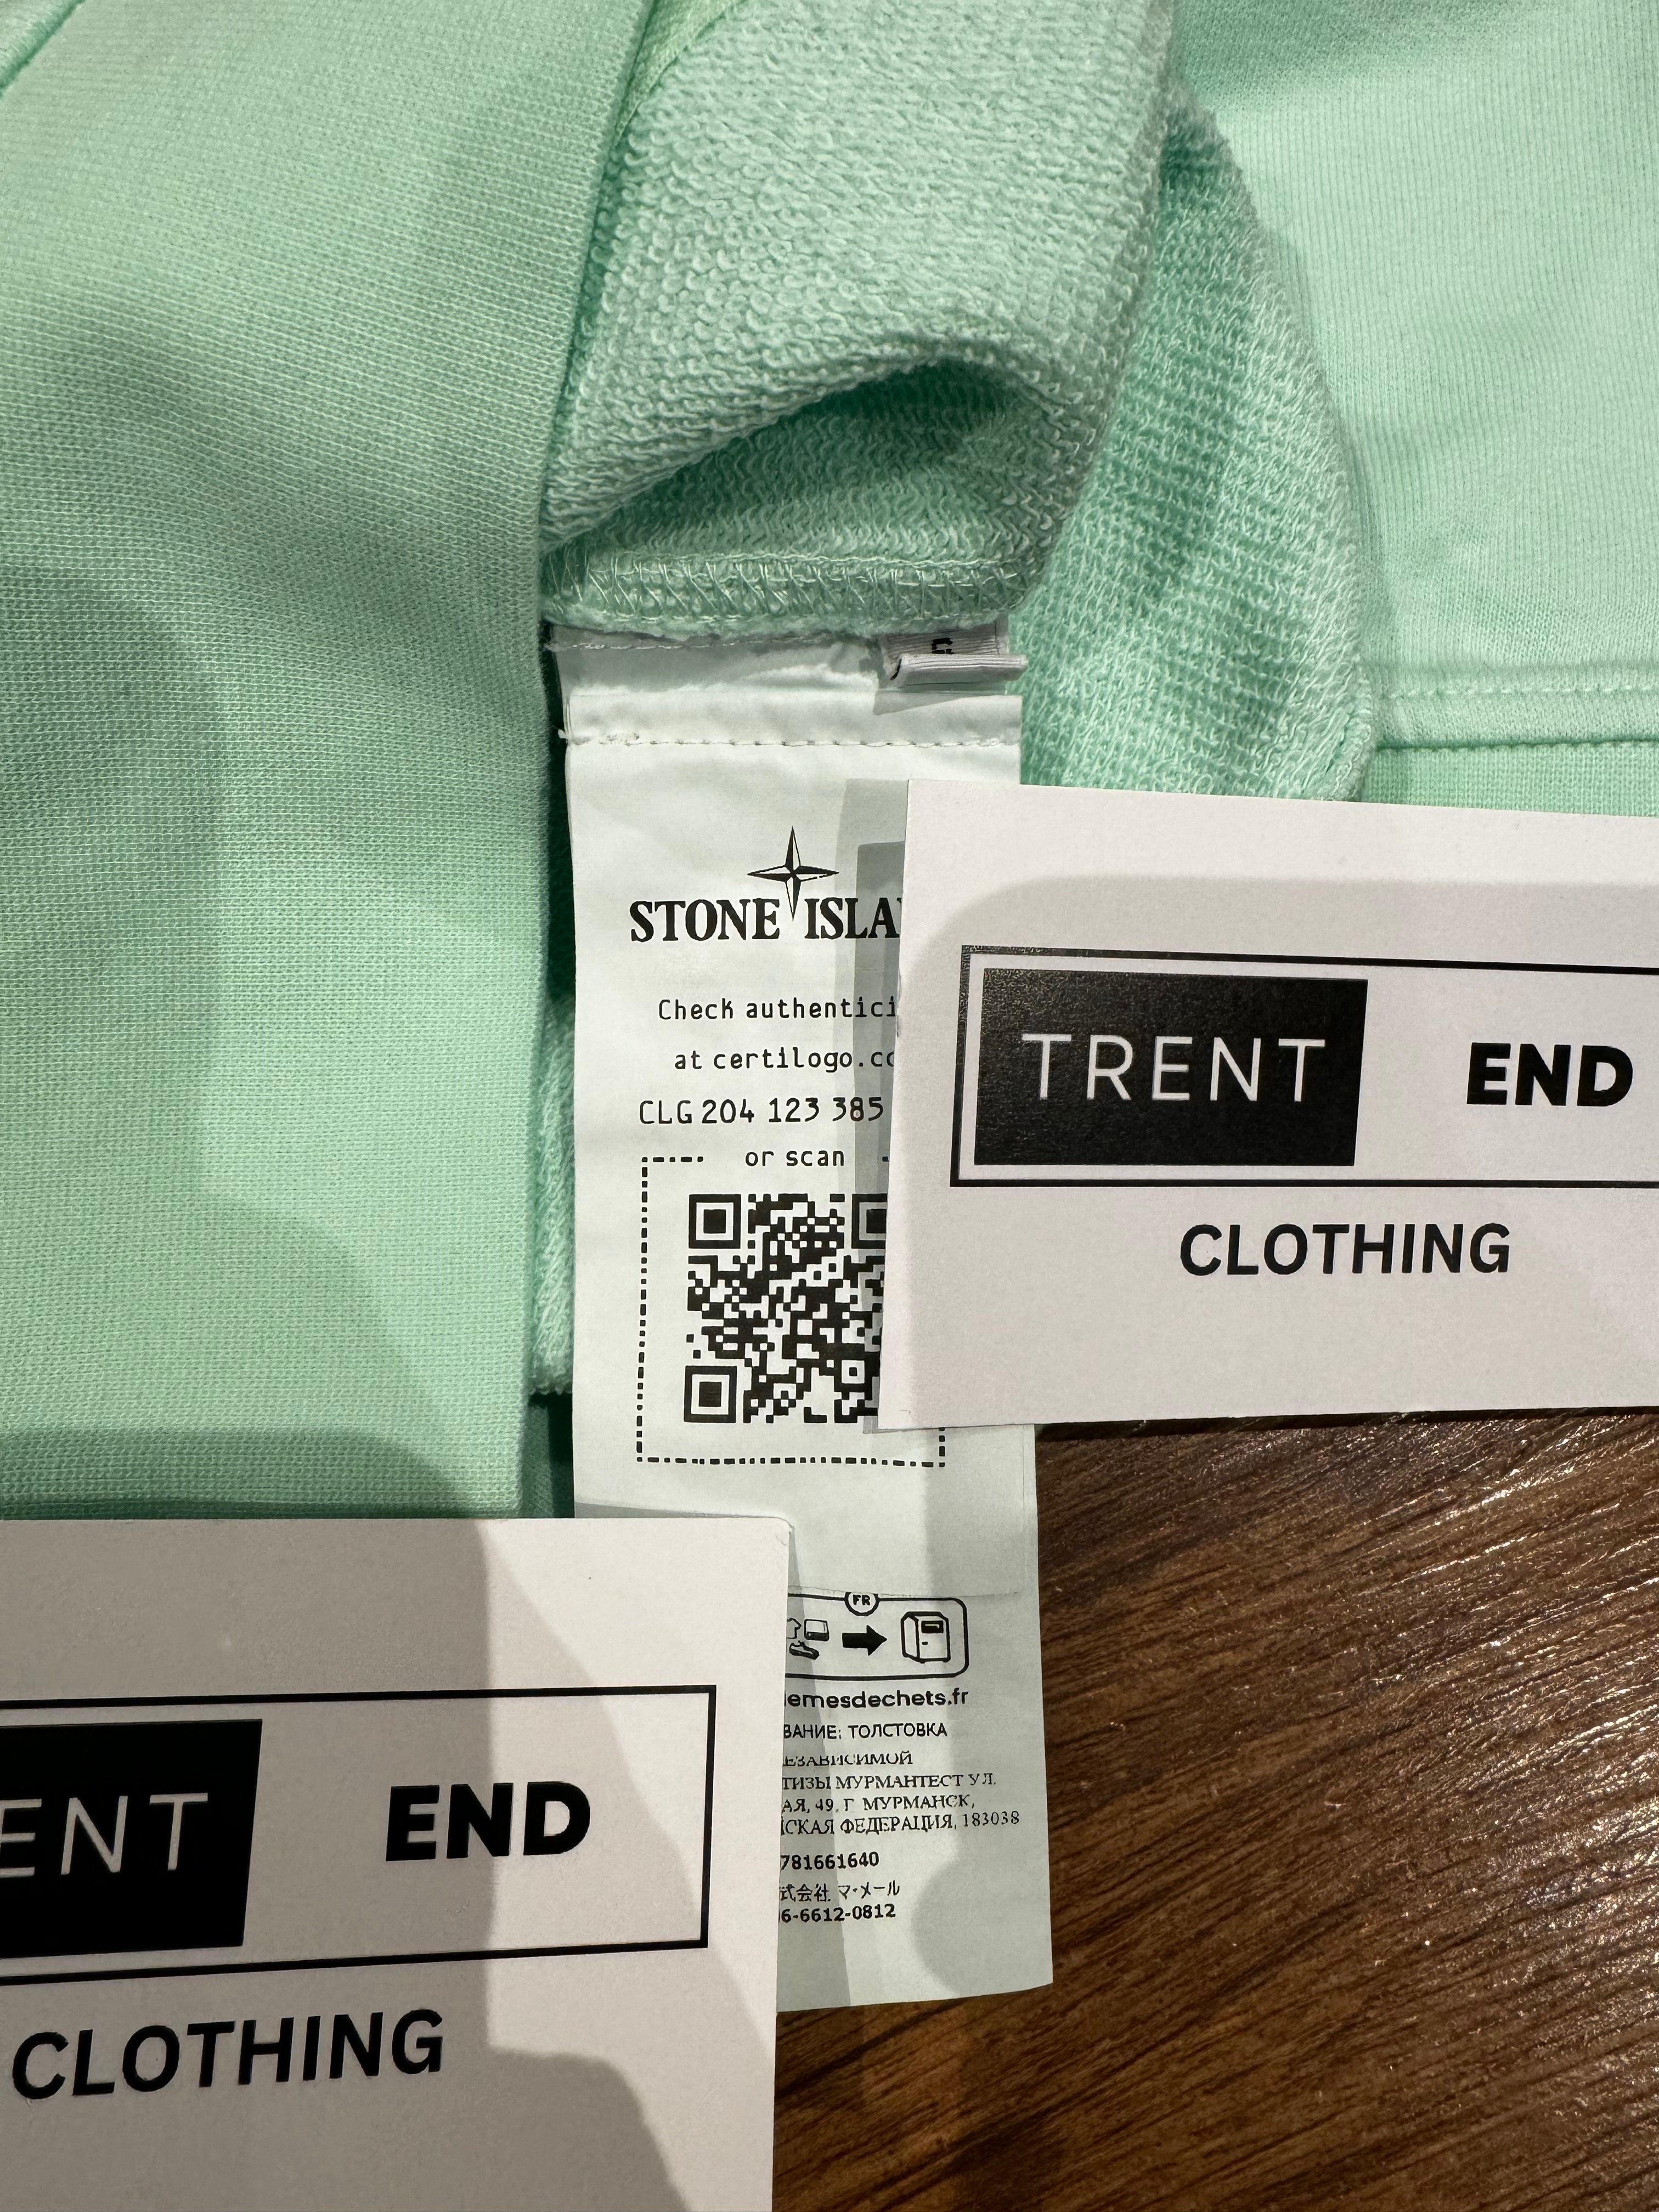 STONE ISLA
Check authentici
at certilogo.co
CLG 204 123 385
or scan
TRENT END
CLOTHING
FR
emesdechets.fr
ВАНИЕ: ТОЛСТОВКА
ЕЗАВИСИМОЙ
ТИЗЫ МУРМАНТЕСТ УЛ.
АЯ, 49, Г. МУРМАНСК,
СКАЯ ФЕДЕРАЦИЯ, 183038
781661640
式会社 マ・メール
6-6612-0812
ENT END
CLOTHING